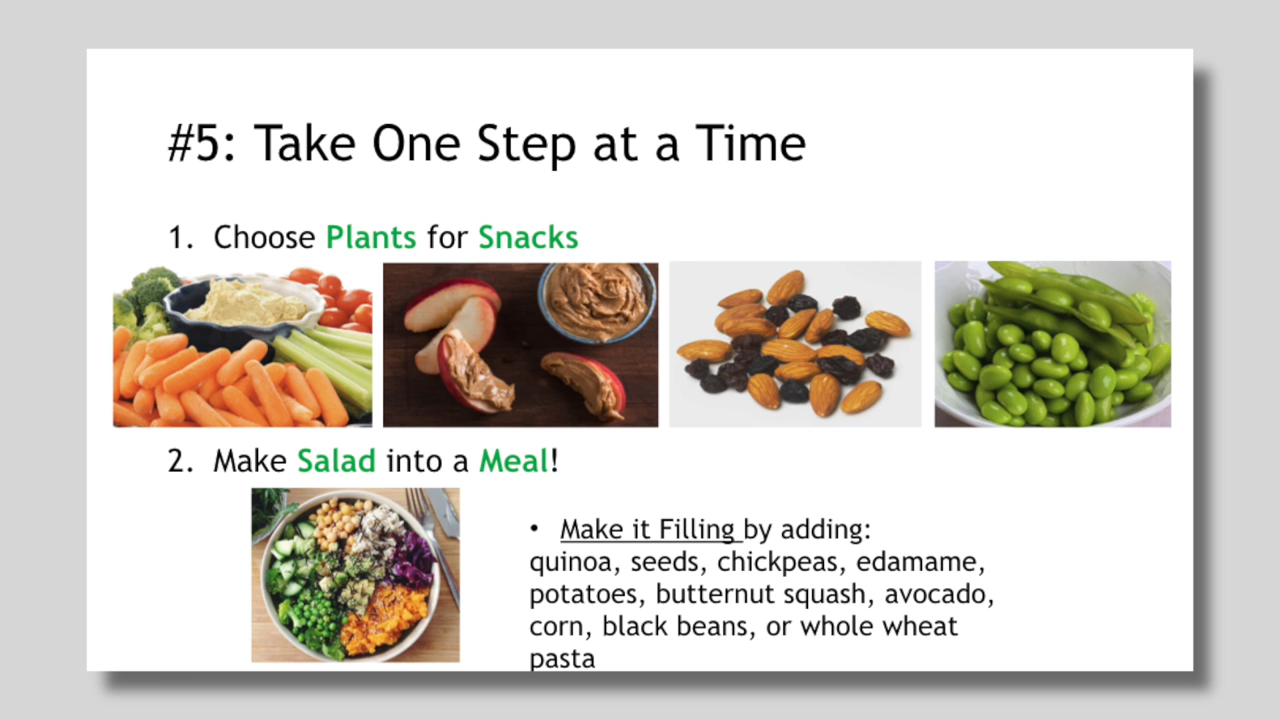 #5: Take One Step at a Time
1. Choose Plants for Snacks
2. Make Salad into a Meal!
• Make it Filling by adding:
quinoa, seeds, chickpeas, edamame,
potatoes, butternut squash, avocado,
corn, black beans, or whole wheat
pasta